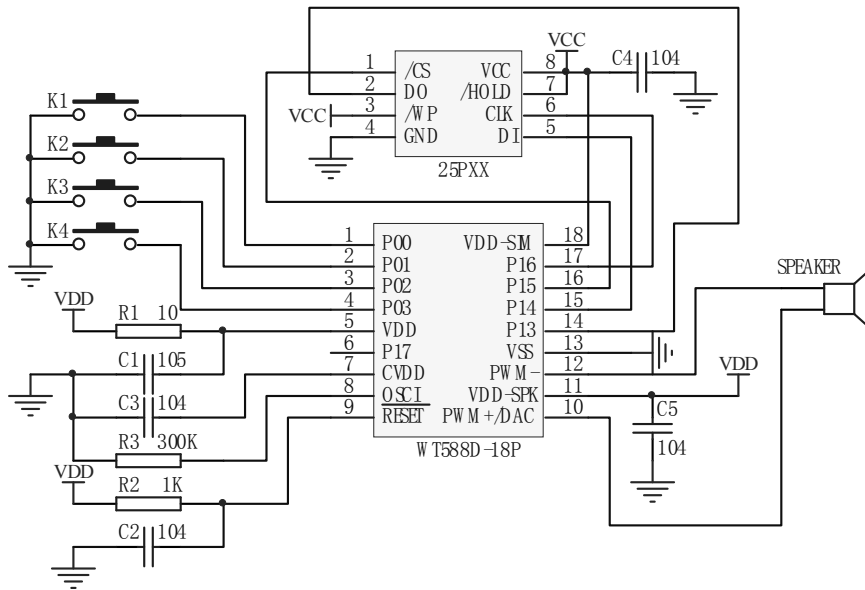 VCC
C4 104
1 /CS VCC 8
2 DO /HOLD 7
VCC 3 /WP CLK 6
4 GND DI 5
25PXX
K1
K2
K3
K4
1 P00 VDD-SIM 18
2 P01 P16 17
3 P02 P15 16
4 P03 P14 15
5 VDD P13 14
6 P17 VSS 13
7 CVDD PWM- 12
8 OSCI VDD-SPK 11
9 RESET PWM+/DAC 10
WT588D-18P
SPEAKER
VDD
R1 10
C1 105
C3 104
R3 300K
VDD
R2 1K
C2 104
VDD
C5
104